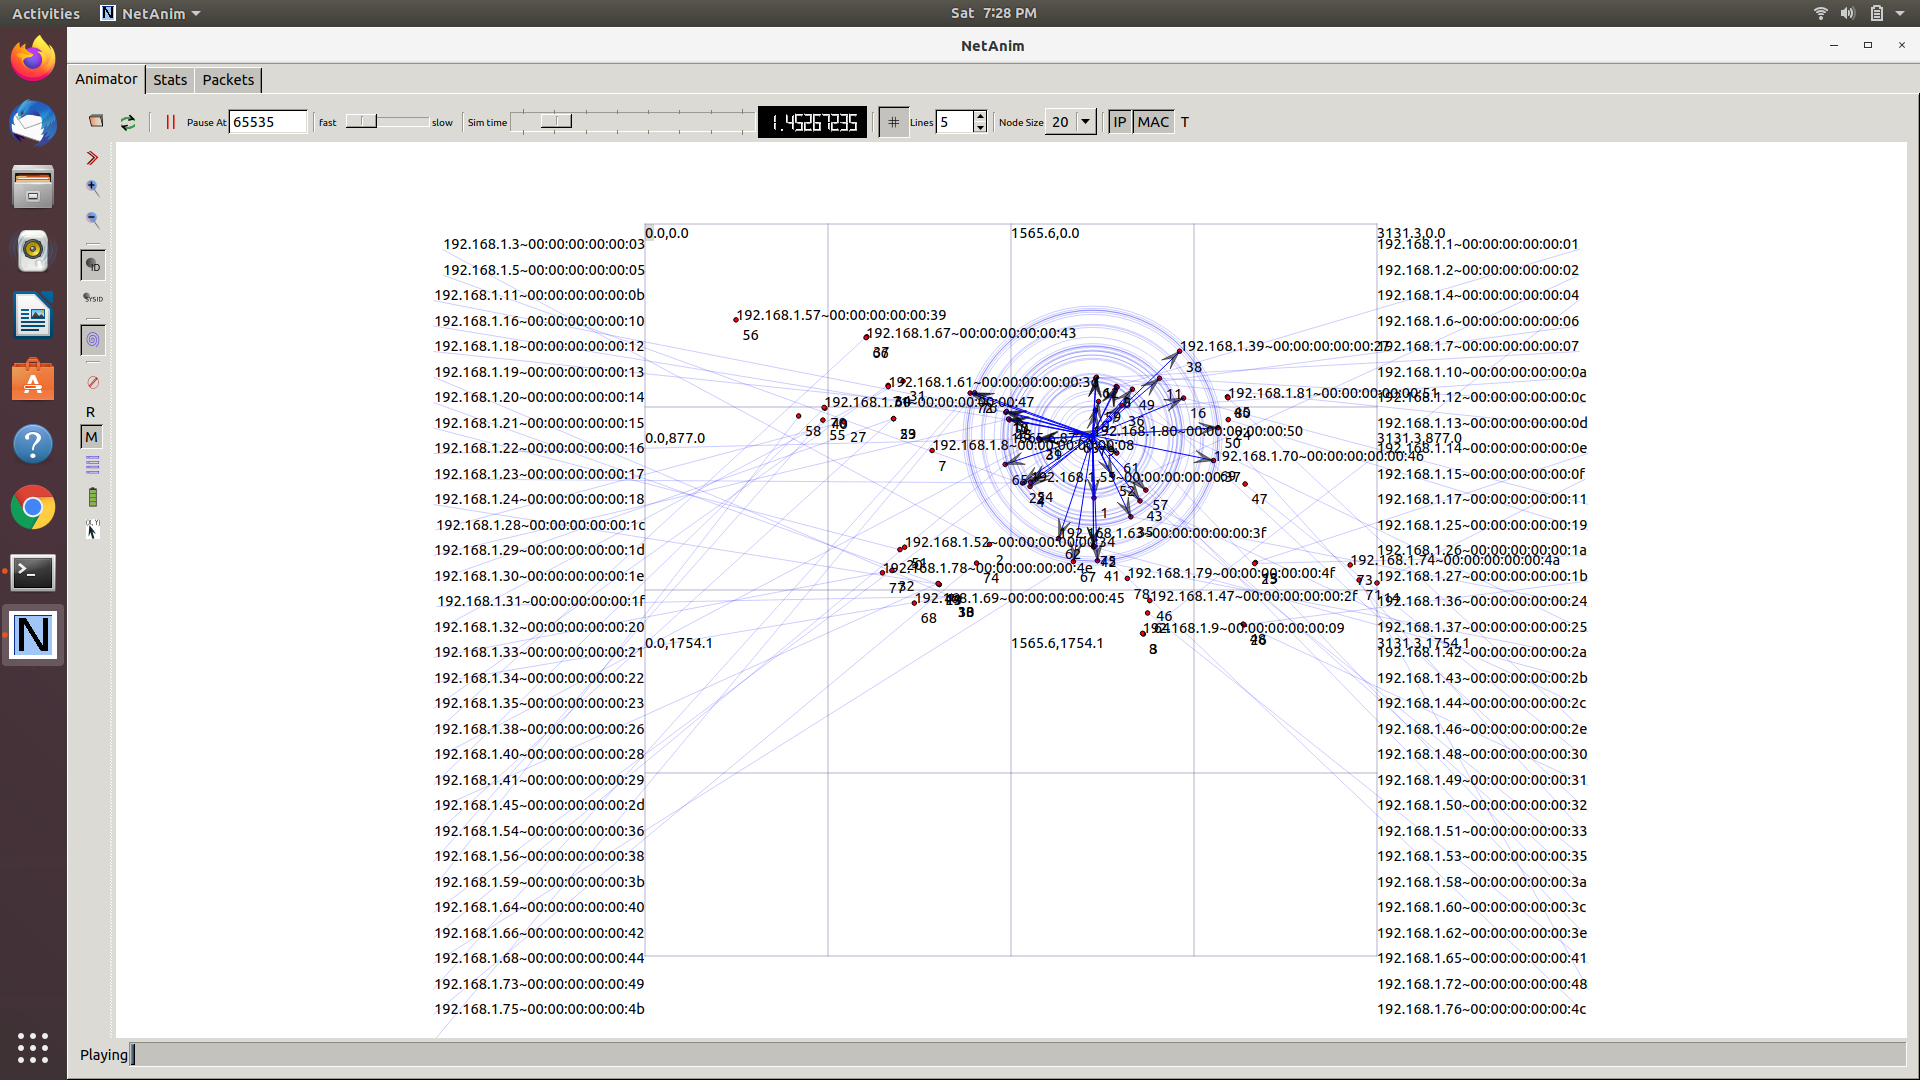 Activities NetAnim Sat 7:28 PM
NetAnim
Animator Stats Packets
Pause At 65535 fast slow Sim time 1.45267235 # Lines 5 Node Size 20 IP MAC T
ID
SYSID
R
M
(X, Y)
0.0,0.0 1565.6,0.0 3131.3,0.0
192.168.1.3~00:00:00:00:00:03
192.168.1.5~00:00:00:00:00:05
192.168.1.11~00:00:00:00:00:0b
192.168.1.16~00:00:00:00:00:10
192.168.1.18~00:00:00:00:00:12
192.168.1.19~00:00:00:00:00:13
192.168.1.20~00:00:00:00:00:14
192.168.1.21~00:00:00:00:00:15
192.168.1.22~00:00:00:00:00:16
192.168.1.23~00:00:00:00:00:17
192.168.1.24~00:00:00:00:00:18
192.168.1.28~00:00:00:00:00:1c
192.168.1.29~00:00:00:00:00:1d
192.168.1.30~00:00:00:00:00:1e
192.168.1.31~00:00:00:00:00:1f
192.168.1.32~00:00:00:00:00:20
192.168.1.33~00:00:00:00:00:21
192.168.1.34~00:00:00:00:00:22
192.168.1.35~00:00:00:00:00:23
192.168.1.38~00:00:00:00:00:26
192.168.1.40~00:00:00:00:00:28
192.168.1.41~00:00:00:00:00:29
192.168.1.45~00:00:00:00:00:2d
192.168.1.54~00:00:00:00:00:36
192.168.1.56~00:00:00:00:00:38
192.168.1.59~00:00:00:00:00:3b
192.168.1.64~00:00:00:00:00:40
192.168.1.66~00:00:00:00:00:42
192.168.1.68~00:00:00:00:00:44
192.168.1.73~00:00:00:00:00:49
192.168.1.75~00:00:00:00:00:4b
192.168.1.57~00:00:00:00:00:39
56
192.168.1.67~00:00:00:00:00:43
192.168.1.39~00:00:00:00:00:27
38
192.168.1.61~00:00:00:00:00:3d
31
192.168.1.81~00:00:00:00:00:51
49
11
16
59
36
58 55 27
192.168.1.80~00:00:00:00:00:50
0.0,877.0
3131.3,877.0
50
192.168.1.8~00:00:00:00:00:08
7
192.168.1.70~00:00:00:00:00:46
61
65
52
57
47
1
43
192.168.1.63~00:00:00:00:00:3f
192.168.1.52~00:00:00:00:00:34
2
62
192.168.1.74~00:00:00:00:00:4a
192.168.1.78~00:00:00:00:00:4e
74
67
41
192.168.1.79~00:00:00:00:00:4f
73
77
78
192.168.1.47~00:00:00:00:00:2f
71
192.168.1.69~00:00:00:00:00:45
68
46
192.168.1.9~00:00:00:00:00:09
8
0.0,1754.1 1565.6,1754.1 3131.3,1754.1
192.168.1.1~00:00:00:00:00:01
192.168.1.2~00:00:00:00:00:02
192.168.1.4~00:00:00:00:00:04
192.168.1.6~00:00:00:00:00:06
192.168.1.7~00:00:00:00:00:07
192.168.1.10~00:00:00:00:00:0a
192.168.1.12~00:00:00:00:00:0c
192.168.1.13~00:00:00:00:00:0d
192.168.1.14~00:00:00:00:00:0e
192.168.1.15~00:00:00:00:00:0f
192.168.1.17~00:00:00:00:00:11
192.168.1.25~00:00:00:00:00:19
192.168.1.26~00:00:00:00:00:1a
192.168.1.27~00:00:00:00:00:1b
192.168.1.36~00:00:00:00:00:24
192.168.1.37~00:00:00:00:00:25
192.168.1.42~00:00:00:00:00:2a
192.168.1.43~00:00:00:00:00:2b
192.168.1.44~00:00:00:00:00:2c
192.168.1.46~00:00:00:00:00:2e
192.168.1.48~00:00:00:00:00:30
192.168.1.49~00:00:00:00:00:31
192.168.1.50~00:00:00:00:00:32
192.168.1.51~00:00:00:00:00:33
192.168.1.53~00:00:00:00:00:35
192.168.1.58~00:00:00:00:00:3a
192.168.1.60~00:00:00:00:00:3c
192.168.1.62~00:00:00:00:00:3e
192.168.1.65~00:00:00:00:00:41
192.168.1.72~00:00:00:00:00:48
192.168.1.76~00:00:00:00:00:4c
Playing